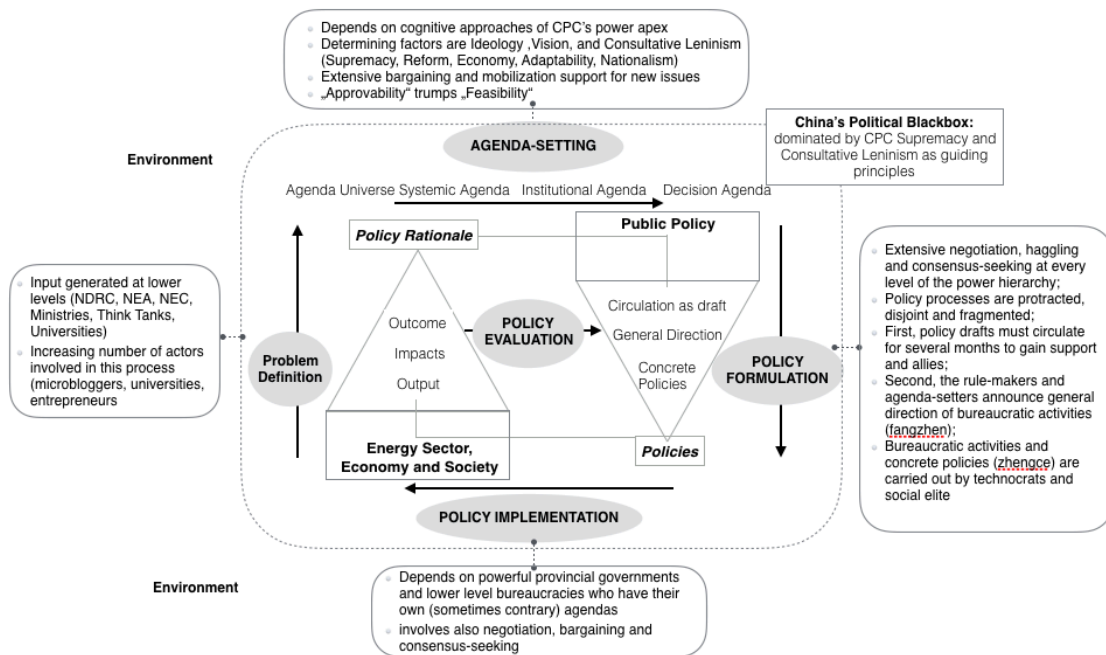 Depends on cognitive approaches of CPC's power apex
Determining factors are Ideology ,Vision, and Consultative Leninism
(Supremacy, Reform, Economy, Adaptability, Nationalism)
Extensive bargaining and mobilization support for new issues
„Approvability“ trumps „Feasibility“
China's Political Blackbox:
dominated by CPC Supremacy and
Consultative Leninism as guiding
principles
Environment
AGENDA-SETTING
Agenda Universe Systemic Agenda Institutional Agenda Decision Agenda
Policy Rationale
Public Policy
Input generated at lower
levels (NDRC, NEA, NEC,
Ministries, Think Tanks,
Universities)
Increasing number of actors
involved in this process
(microbloggers, universities,
entrepreneurs
Problem
Definition
Outcome
Impacts
Output
POLICY
EVALUATION
Circulation as draft
General Direction
Concrete
Policies
POLICY
FORMULATION
Extensive negotiation, haggling
and consensus-seeking at every
level of the power hierarchy;
Policy processes are protracted,
disjoint and fragmented;
First, policy drafts must circulate
for several months to gain support
and allies;
Second, the rule-makers and
agenda-setters announce general
direction of bureaucratic activities
(fangzhen);
Bureaucratic activities and
concrete policies (zhengce) are
carried out by technocrats and
social elite
Energy Sector,
Economy and Society
Policies
POLICY IMPLEMENTATION
Environment
Depends on powerful provincial governments
and lower level bureaucracies who have their
own (sometimes contrary) agendas
involves also negotiation, bargaining and
consensus-seeking